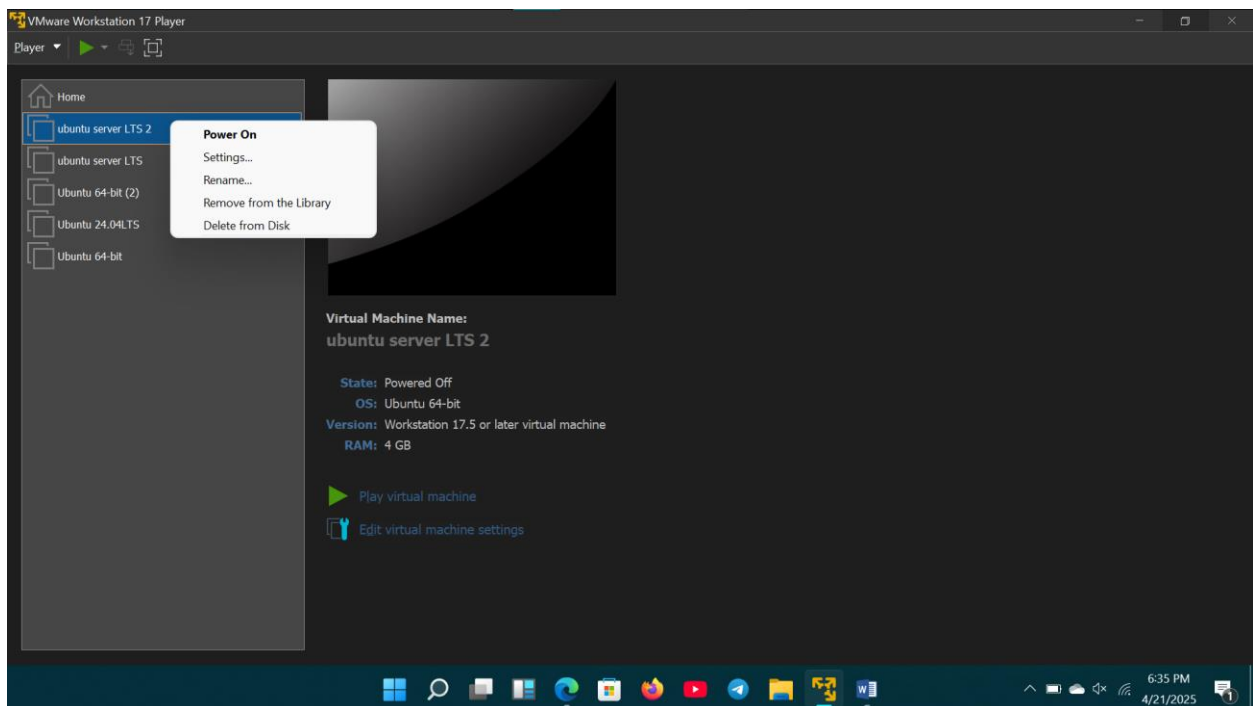 VMware Workstation 17 Player
Player
Home
ubuntu server LTS 2
ubuntu server LTS
Ubuntu 64-bit (2)
Ubuntu 24.04LTS
Ubuntu 64-bit
Power On
Settings...
Rename...
Remove from the Library
Delete from Disk
Virtual Machine Name:
ubuntu server LTS 2
State: Powered Off
OS: Ubuntu 64-bit
Version: Workstation 17.5 or later virtual machine
RAM: 4 GB
Play virtual machine
Edit virtual machine settings
W
6:35 PM
4/21/2025
1